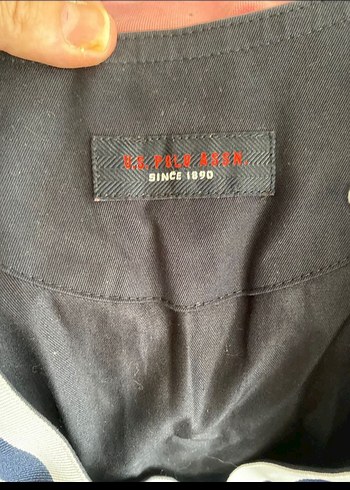 U.S. POLO ASSN.
SINCE 1890